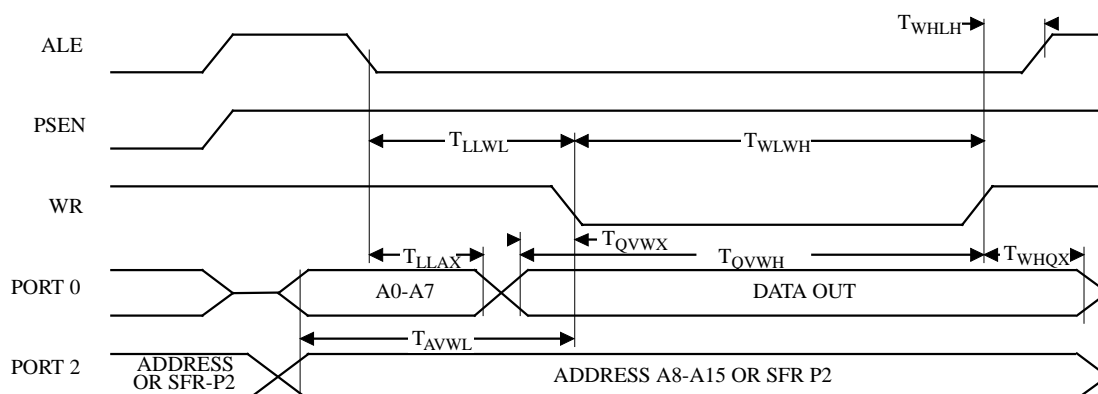 ALE
TWHLH
PSEN
TLLWL
TWLWH
WR
TQVWX
TLLAX
TQVWH
TWHQX
PORT 0
A0-A7
DATA OUT
TAVWL
PORT 2
ADDRESS
OR SFR-P2
ADDRESS A8-A15 OR SFR P2